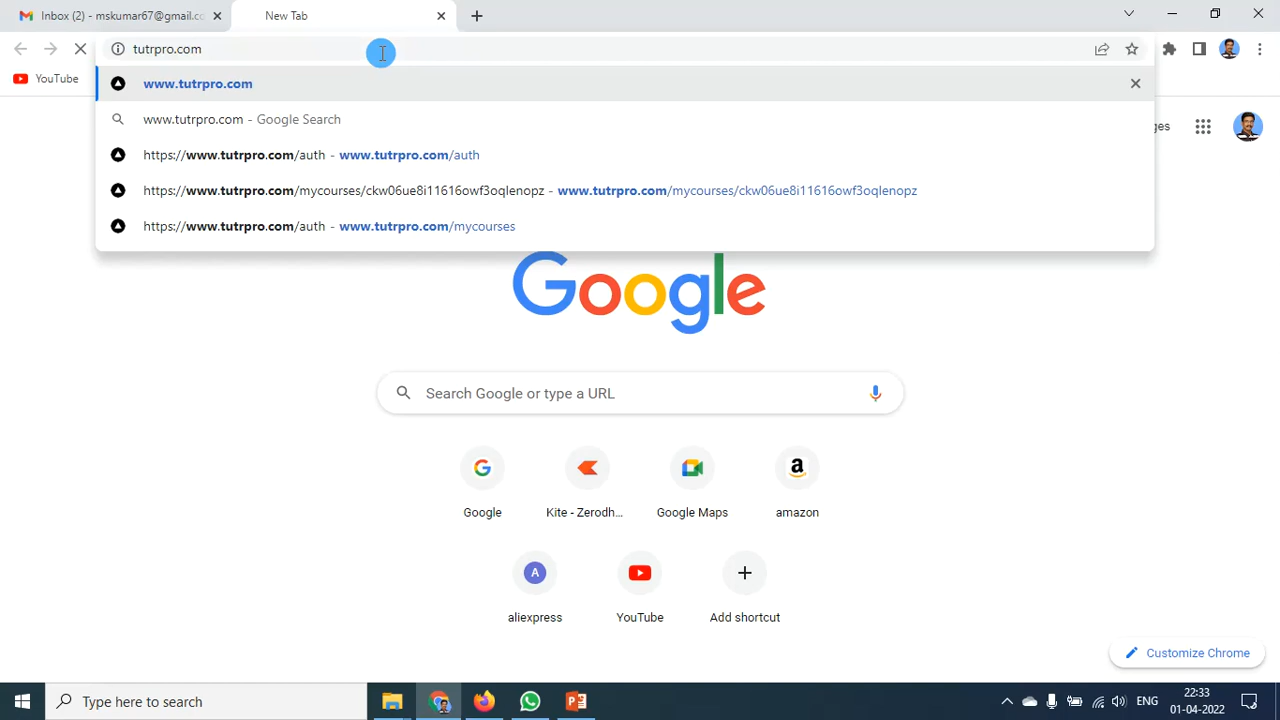 Inbox (2) - mskumar67@gmail.cc
New Tab
tutrpro.com
YouTube
www.tutrpro.com
www.tutrpro.com - Google Search
https://www.tutrpro.com/auth - www.tutrpro.com/auth
https://www.tutrpro.com/mycourses/ckw06ue8i11616owf3oqlenopz - www.tutrpro.com/mycourses/ckw06ue8i11616owf3oqlenopz
https://www.tutrpro.com/auth - www.tutrpro.com/mycourses
ges
Google
Search Google or type a URL
Google
Kite - Zerodh...
Google Maps
amazon
aliexpress
YouTube
Add shortcut
Customize Chrome
Type here to search
ENG
22:33
01-04-2022